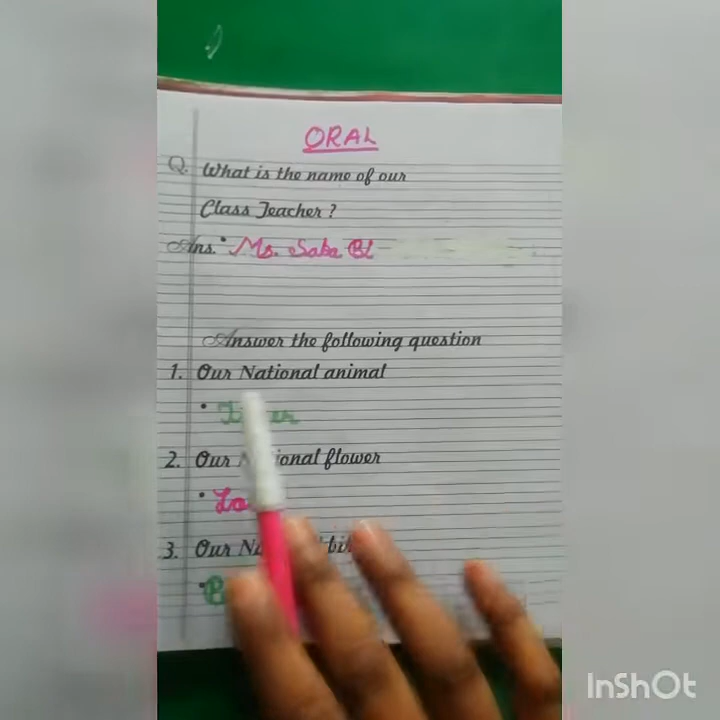 ORAL
Q. What is the name of our
Class Teacher ?
Ans. Ms. Saba
Answer the following question
1. Our National animal
2. Our flower
3. Our
InShOt